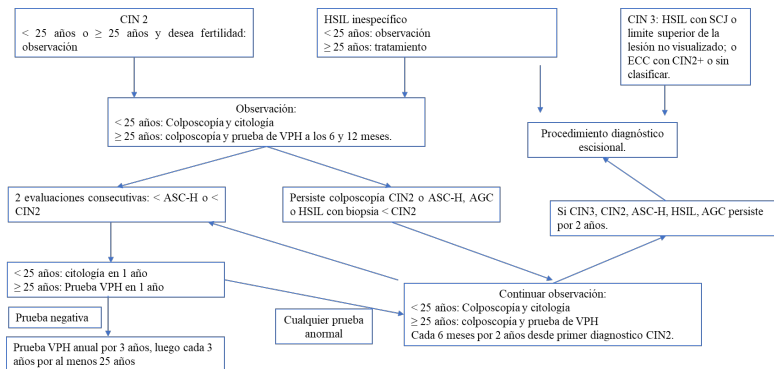 CIN 2
< 25 años o ≥ 25 años y desea fertilidad:
observación
HSIL inespecífico
< 25 años: observación
≥ 25 años: tratamiento
CIN 3: HSIL con SCJ o
limite superior de la
lesión no visualizado; o
ECC con CIN2+ o sin
clasificar.
Observación:
< 25 años: Colposcopía y citología
≥ 25 años: colposcopía y prueba de VPH a los 6 y 12 meses.
Procedimiento diagnóstico
escisional.
2 evaluaciones consecutivas: < ASC-H o <
CIN2
Persiste colposcopía CIN2 o ASC-H, AGC
o HSIL con biopsia < CIN2
Si CIN3, CIN2, ASC-H, HSIL, AGC persiste
por 2 años.
< 25 años: citología en 1 año
≥ 25 años: Prueba VPH en 1 año
Continuar observación:
< 25 años: Colposcopía y citología
≥ 25 años: colposcopía y prueba de VPH
Cada 6 meses por 2 años desde primer diagnostico CIN2.
Prueba negativa
Cualquier prueba
anormal
Prueba VPH anual por 3 años, luego cada 3
años por al menos 25 años